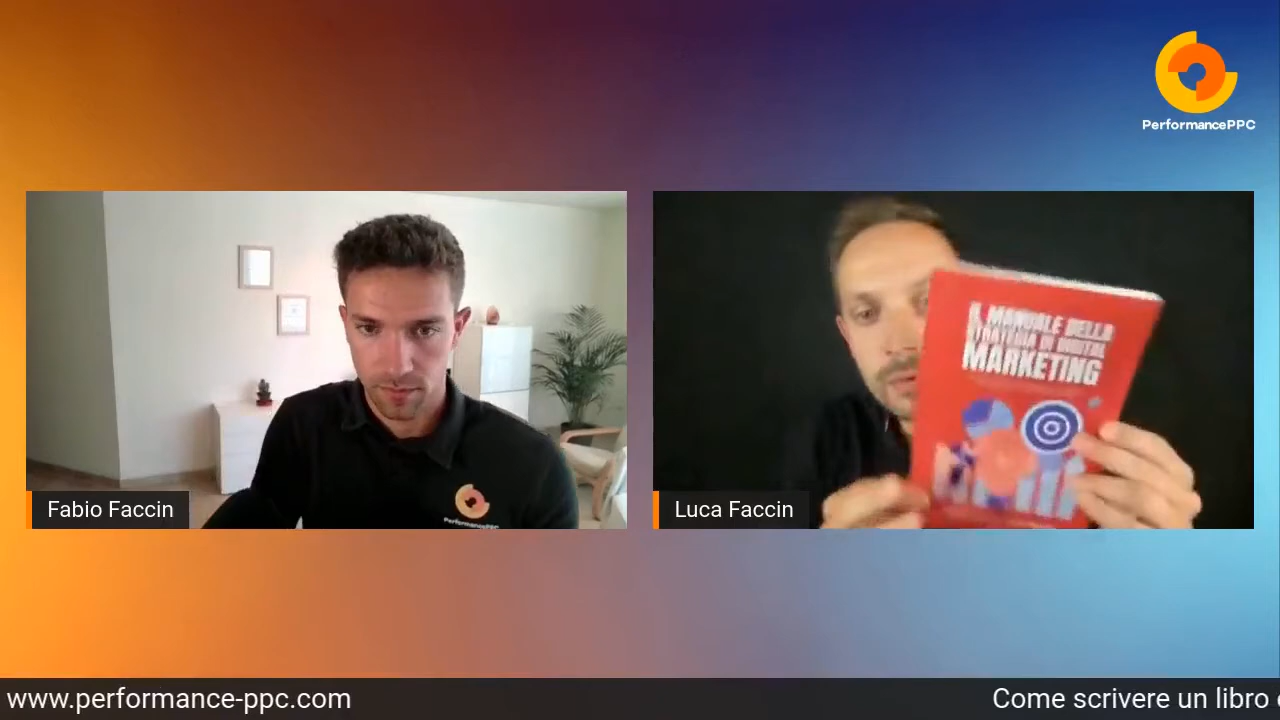 PerformancePPC
IL MANUALE DELLA
STRATEGIA DI DIGITAL
MARKETING
PerformancePPC
Fabio Faccin
Luca Faccin
www.performance-ppc.com
Come scrivere un libro